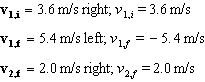 v₁,ᵢ = 3.6 m/s right; v₁,ᵢ = 3.6 m/s
v₁,f = 5.4 m/s left; v₁,f = − 5.4 m/s
v₂,f = 2.0 m/s right; v₂,f = 2.0 m/s